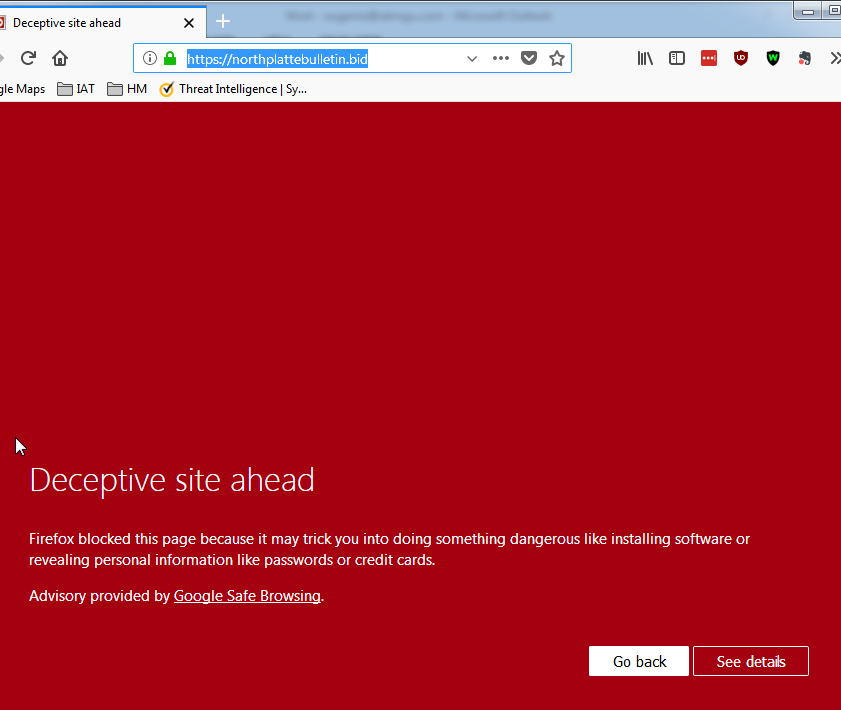 Deceptive site ahead
https://northplattebulletin.bid
gle Maps IAT HM Threat Intelligence | Sy...
Deceptive site ahead
Firefox blocked this page because it may trick you into doing something dangerous like installing software or
revealing personal information like passwords or credit cards.
Advisory provided by Google Safe Browsing.
Go back See details